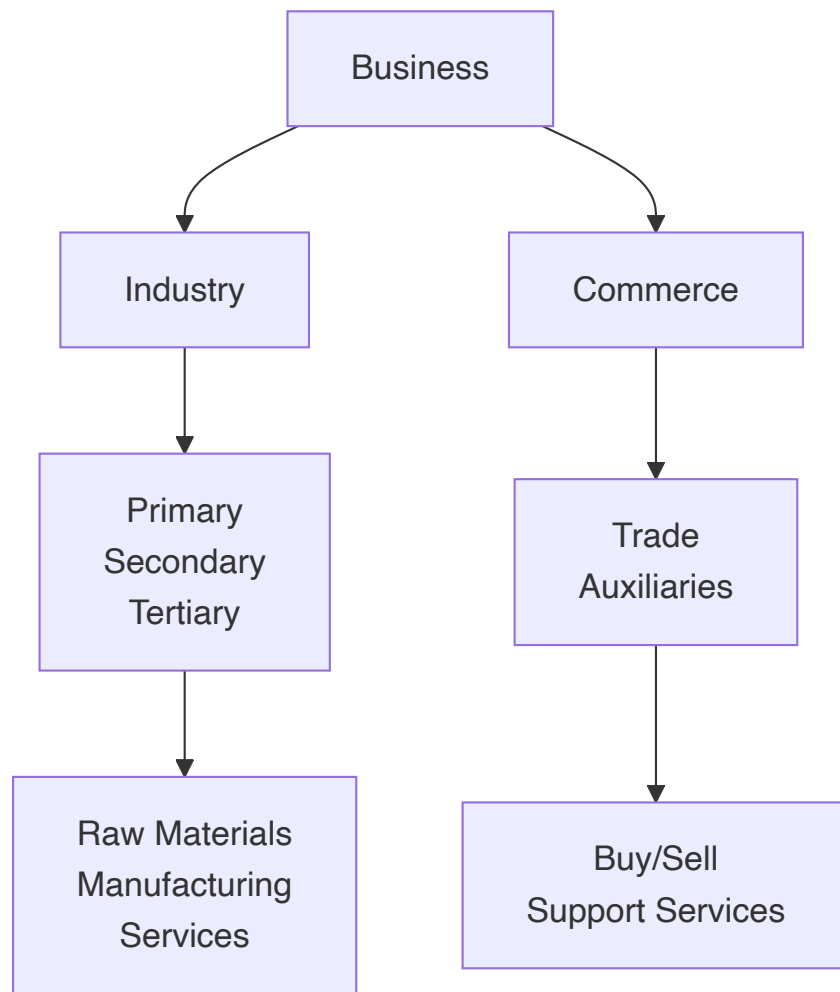 Business
Industry
Commerce
Primary
Secondary
Tertiary
Trade
Auxiliaries
Raw Materials
Manufacturing
Services
Buy/Sell
Support Services